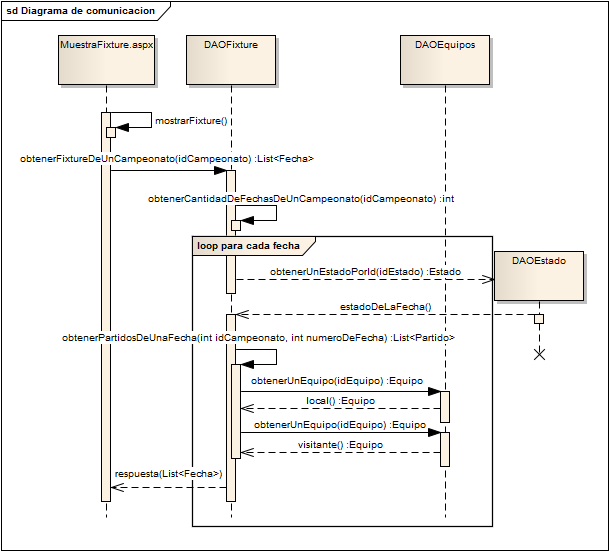 sd Diagrama de comunicacion
MuestraFixture.aspx
DAOFixture
DAOEquipos
mostrarFixture()
obtenerFixtureDeUnCampeonato(idCampeonato) :List<Fecha>
obtenerCantidadDeFechasDeUnCampeonato(idCampeonato) :int
loop para cada fecha
DAOEstado
obtenerUnEstadoPorId(idEstado) :Estado
estadoDeLaFecha()
obtenerPartidosDeUnaFecha(int idCampeonato, int numeroDeFecha) :List<Partido>
obtenerUnEquipo(idEquipo) :Equipo
local() :Equipo
obtenerUnEquipo(idEquipo) :Equipo
visitante() :Equipo
respuesta(List<Fecha>)